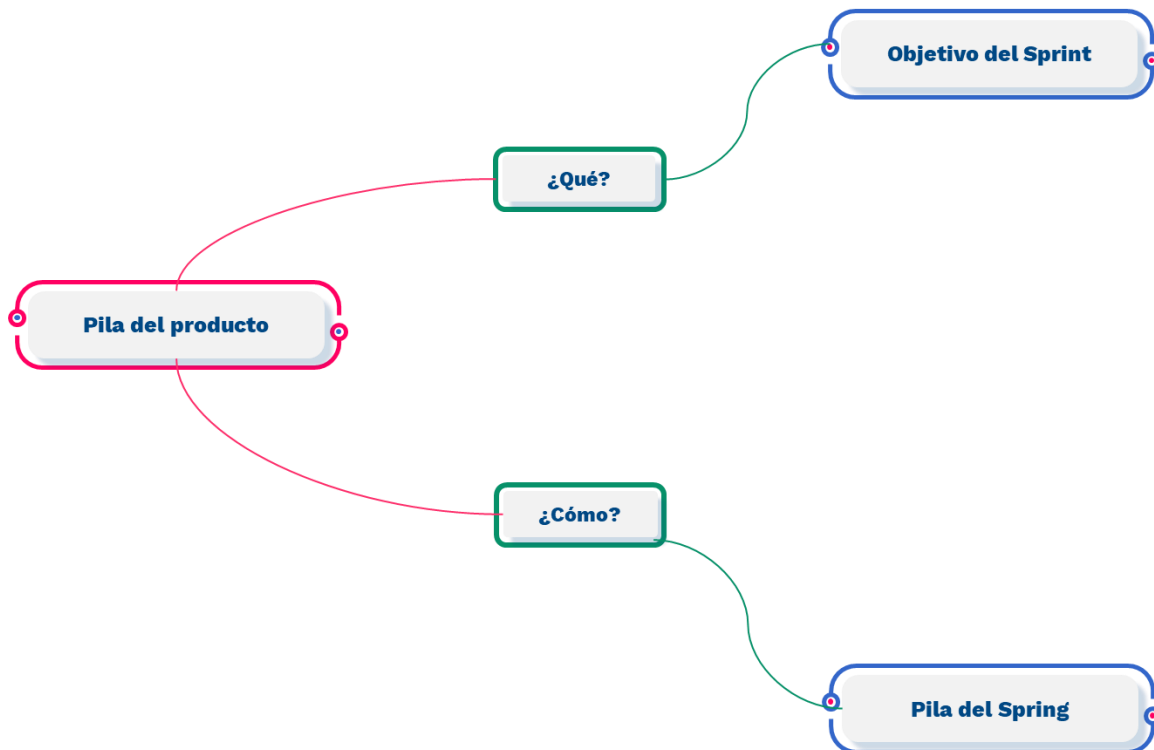 Objetivo del Sprint
¿Qué?
Pila del producto
¿Cómo?
Pila del Spring